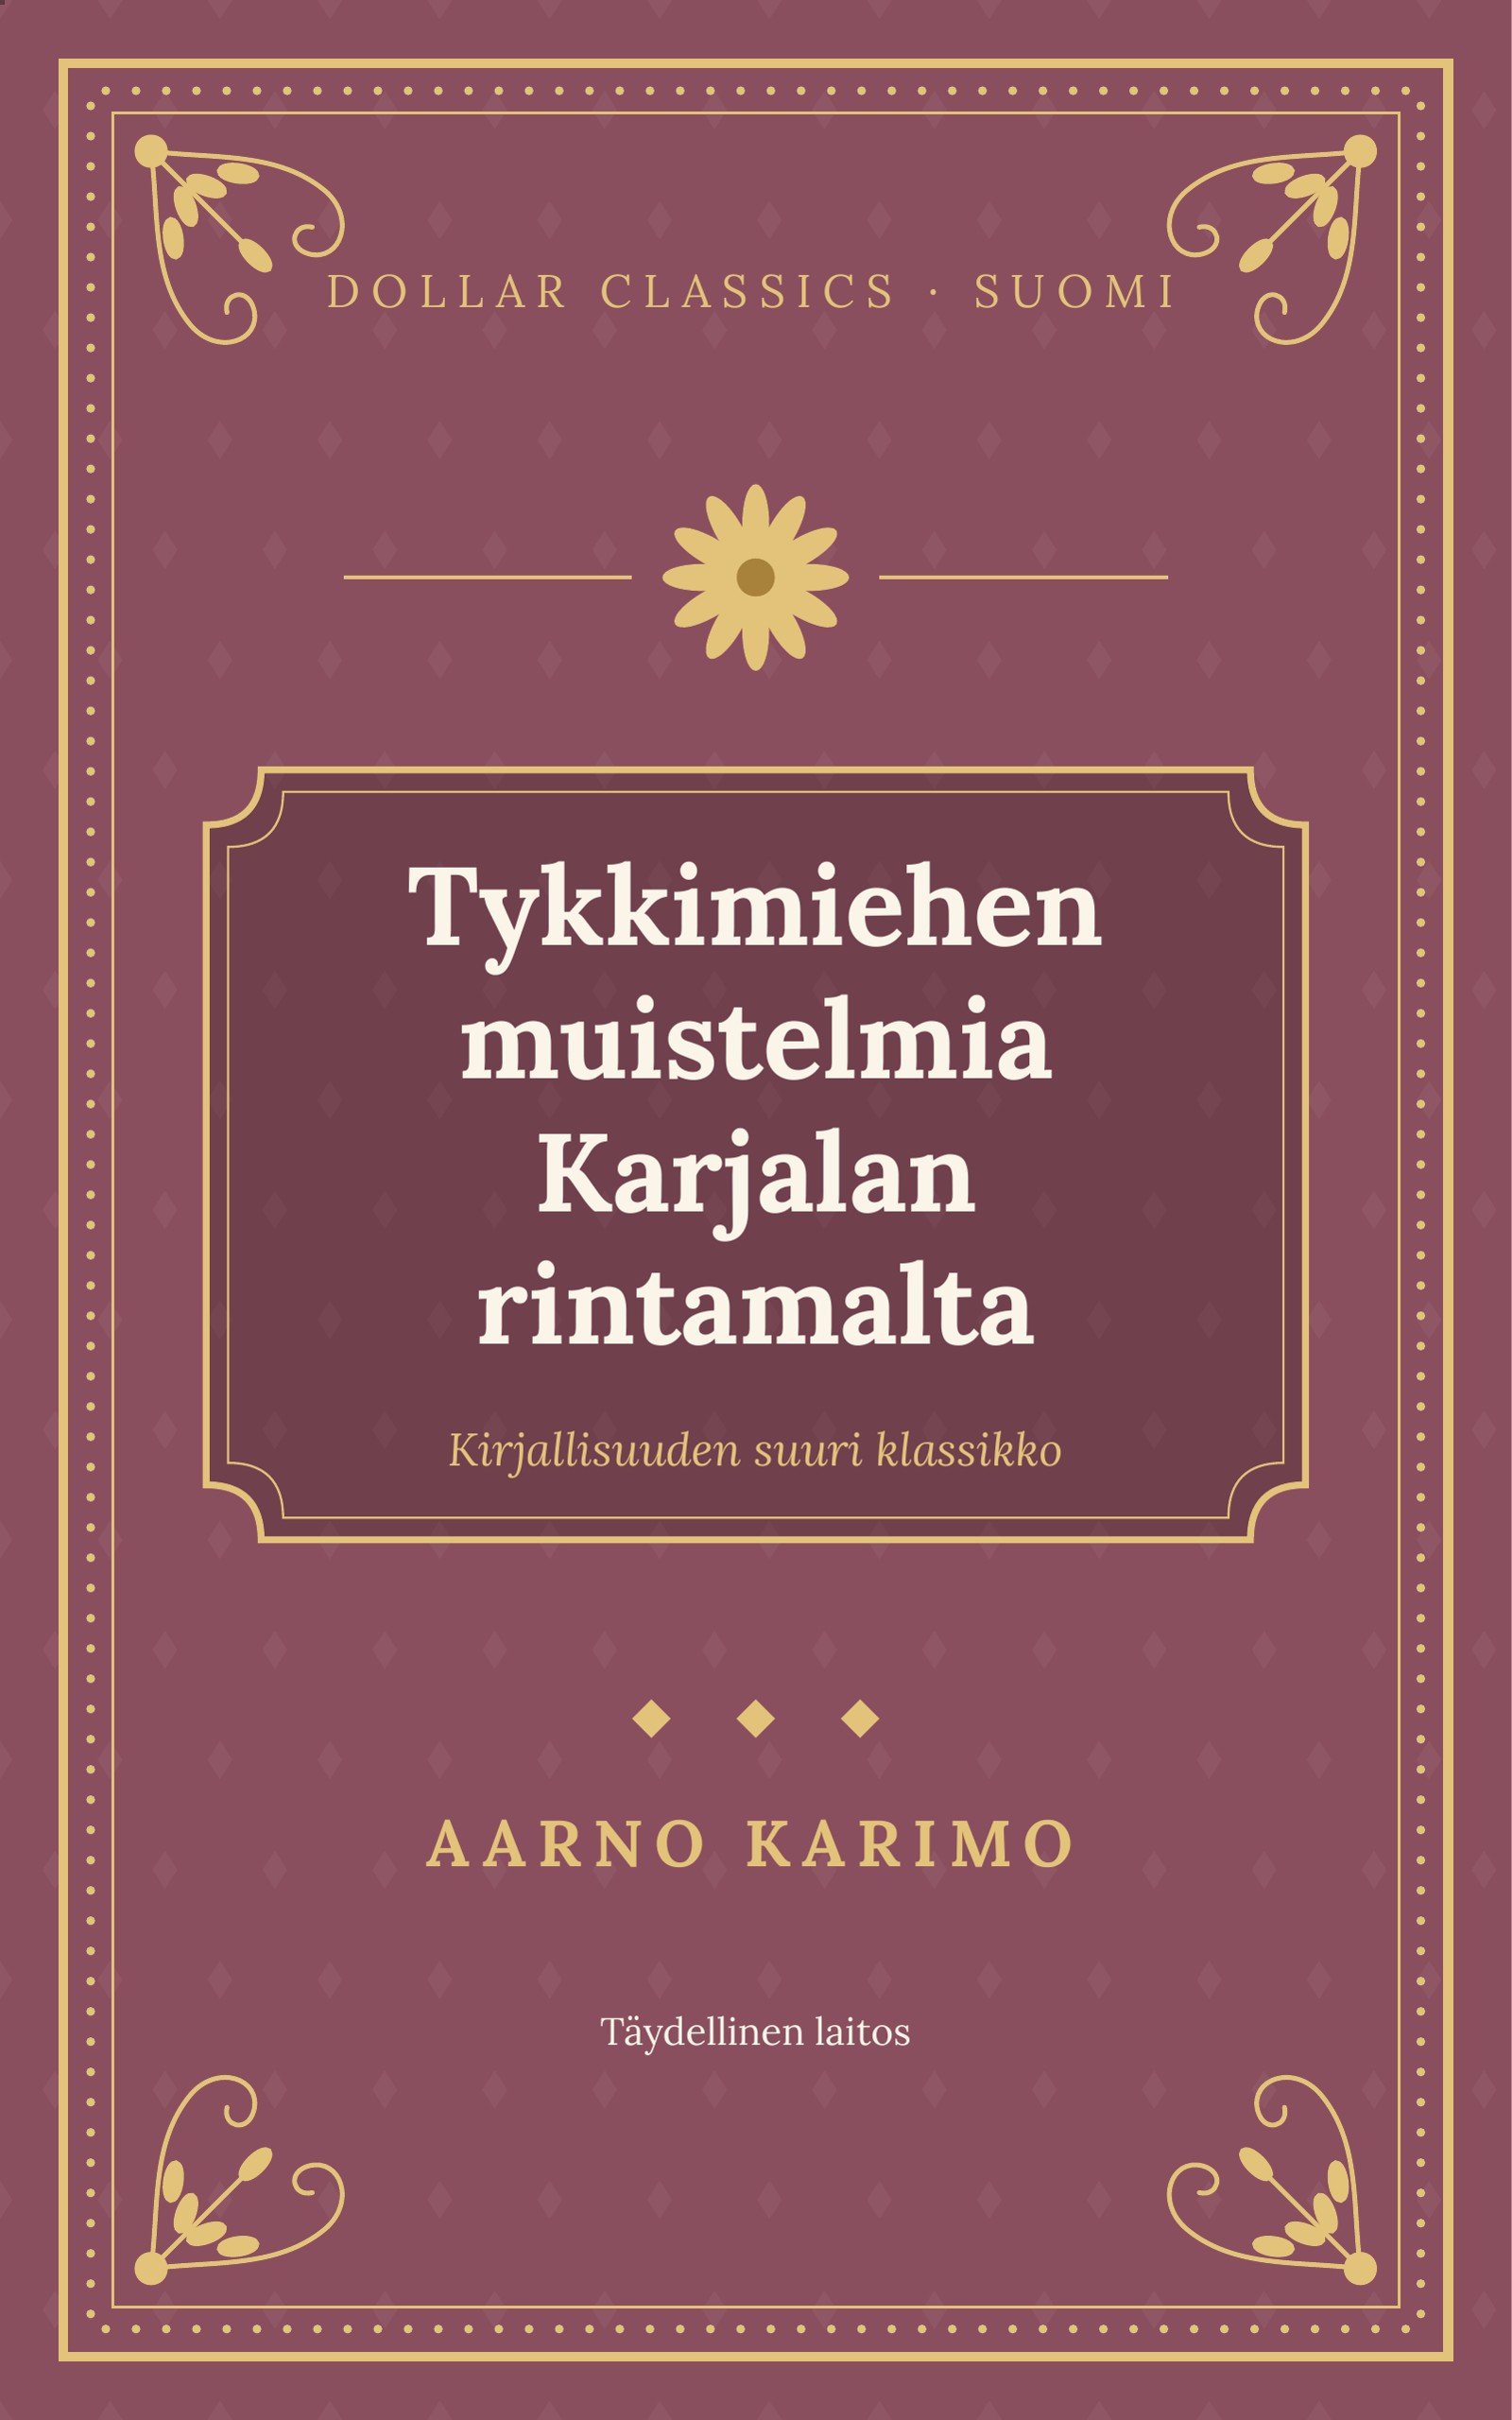 DOLLAR CLASSICS · SUOMI
Tykkimiehen
muistelmia
Karjalan
rintamalta
Kirjallisuuden suuri klassikko
AARNO KARIMO
Täydellinen laitos